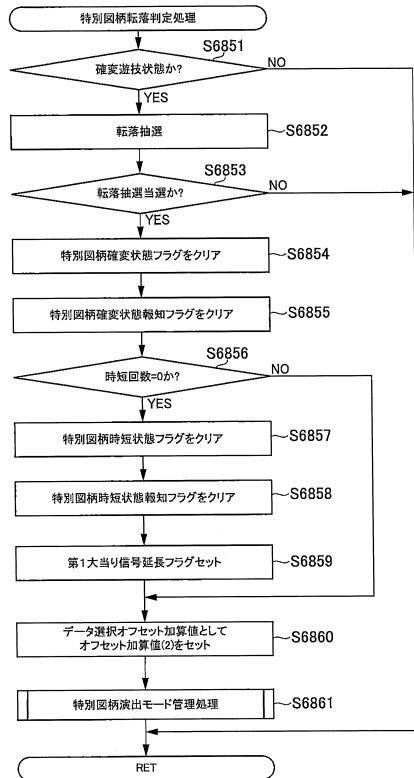 特別図柄転落判定処理
S6851
確変遊技状態か?
NO
YES
転落抽選
S6852
S6853
転落抽選当選か?
NO
YES
特別図柄確変状態フラグをクリア
S6854
特別図柄確変状態報知フラグをクリア
S6855
S6856
時短回数=0か?
NO
YES
特別図柄時短状態フラグをクリア
S6857
特別図柄時短状態報知フラグをクリア
S6858
第1大当り信号延長フラグセット
S6859
データ選択オフセット加算値として
オフセット加算値(2)をセット
S6860
特別図柄演出モード管理処理
S6861
RET